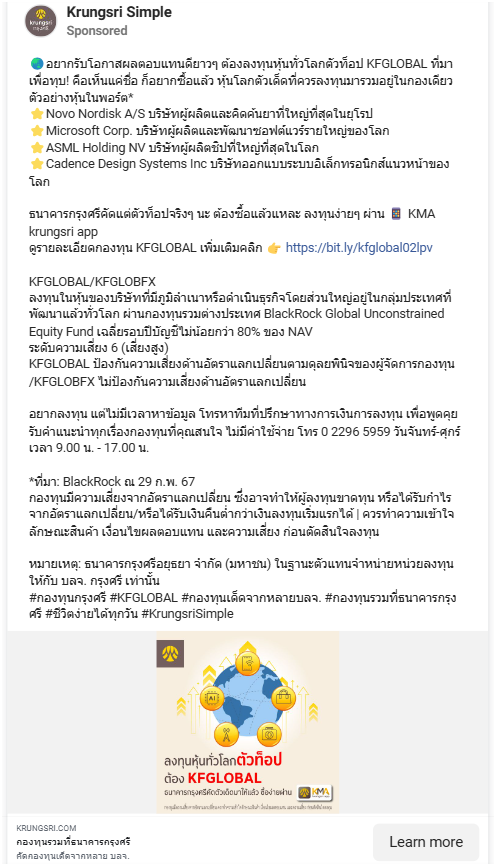 Krungsri Simple
Sponsored
krungsri
กรุงศรี
🌏 อยากรับโอกาสผลตอบแทนดียาวๆ ต้องลงทุนหุ้นทั่วโลกตัวท็อป KFGLOBAL ที่มา
เพื่อทุบ! คือเห็นแค่ชื่อ ก็อยากซื้อแล้ว หุ้นโลกตัวเด็ดที่ควรลงทุนมารวมอยู่ในกองเดียว
ตัวอย่างหุ้นในพอร์ต*
⭐Novo Nordisk A/S บริษัทผู้ผลิตและคิดค้นยาที่ใหญ่ที่สุดในยุโรป
⭐Microsoft Corp. บริษัทผู้ผลิตและพัฒนาซอฟต์แวร์รายใหญ่ของโลก
⭐ASML Holding NV บริษัทผู้ผลิตชิปที่ใหญ่ที่สุดในโลก
⭐Cadence Design Systems Inc บริษัทออกแบบระบบอิเล็กทรอนิกส์แนวหน้าของ
โลก
ธนาคารกรุงศรีคัดแต่ตัวท็อปจริงๆ นะ ต้องซื้อแล้วแหละ ลงทุนง่ายๆ ผ่าน 📱 KMA
krungsri app
ดูรายละเอียดกองทุน KFGLOBAL เพิ่มเติมคลิก 👉 https://bit.ly/kfglobal02lpv
KFGLOBAL/KFGLOBFX
ลงทุนในหุ้นของบริษัทที่มีภูมิลำเนาหรือดำเนินธุรกิจโดยส่วนใหญ่อยู่ในกลุ่มประเทศที่
พัฒนาแล้วทั่วโลก ผ่านกองทุนรวมต่างประเทศ BlackRock Global Unconstrained
Equity Fund เฉลี่ยรอบปีบัญชีไม่น้อยกว่า 80% ของ NAV
ระดับความเสี่ยง 6 (เสี่ยงสูง)
KFGLOBAL ป้องกันความเสี่ยงด้านอัตราแลกเปลี่ยนตามดุลยพินิจของผู้จัดการกองทุน
/KFGLOBFX ไม่ป้องกันความเสี่ยงด้านอัตราแลกเปลี่ยน
อยากลงทุน แต่ไม่มีเวลาหาข้อมูล โทรหาทีมที่ปรึกษาทางการเงินการลงทุน เพื่อพูดคุย
รับคำแนะนำทุกเรื่องกองทุนที่คุณสนใจ ไม่มีค่าใช้จ่าย โทร 0 2296 5959 วันจันทร์-ศุกร์
เวลา 9.00 น. - 17.00 น.
*ที่มา: BlackRock ณ 29 ก.พ. 67
กองทุนมีความเสี่ยงจากอัตราแลกเปลี่ยน ซึ่งอาจทำให้ผู้ลงทุนขาดทุน หรือได้รับกำไร
จากอัตราแลกเปลี่ยน/หรือได้รับเงินคืนต่ำกว่าเงินลงทุนเริ่มแรกได้ | ควรทำความเข้าใจ
ลักษณะสินค้า เงื่อนไขผลตอบแทน และความเสี่ยง ก่อนตัดสินใจลงทุน
หมายเหตุ: ธนาคารกรุงศรีอยุธยา จำกัด (มหาชน) ในฐานะตัวแทนจำหน่ายหน่วยลงทุน
ให้กับ บลจ. กรุงศรี เท่านั้น
#กองทุนกรุงศรี #KFGLOBAL #กองทุนเด็ดจากหลายบลจ. #กองทุนรวมที่ธนาคารกรุง
ศรี #ชีวิตง่ายได้ทุกวัน #KrungsriSimple
AI
ลงทุนหุ้นทั่วโลกตัวท็อป
ต้อง KFGLOBAL
ธนาคารกรุงศรีคัดตัวเด็ดมาให้แล้ว ซื้อง่ายผ่าน
KMA
KRUNGSRI.COM
กองทุนรวมที่ธนาคารกรุงศรี
คัดกองทุนเด็ดจากหลาย บลจ.
Learn more